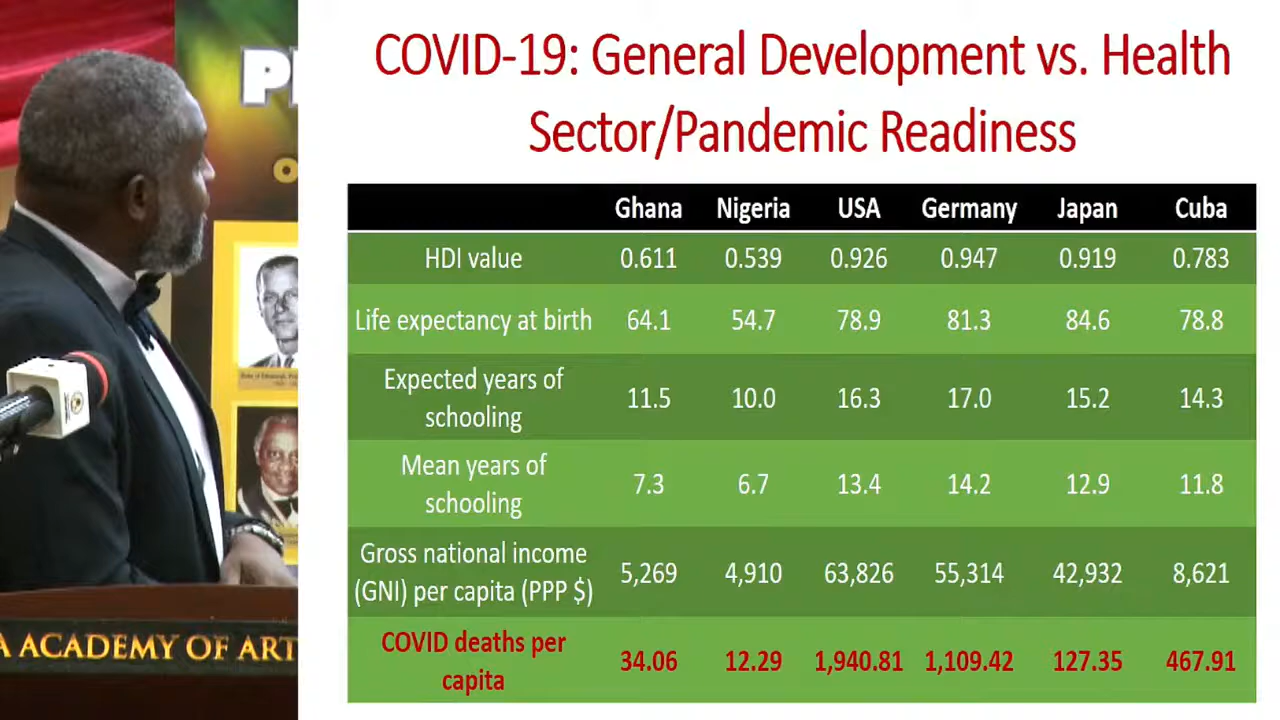 COVID-19: General Development vs. Health
Sector/Pandemic Readiness
Ghana Nigeria USA Germany Japan Cuba
HDI value 0.611 0.539 0.926 0.947 0.919 0.783
Life expectancy at birth 64.1 54.7 78.9 81.3 84.6 78.8
Expected years of
schooling 11.5 10.0 16.3 17.0 15.2 14.3
Mean years of
schooling 7.3 6.7 13.4 14.2 12.9 11.8
Gross national income
(GNI) per capita (PPP $) 5,269 4,910 63,826 55,314 42,932 8,621
COVID deaths per
capita 34.06 12.29 1,940.81 1,109.42 127.35 467.91
A ACADEMY OF ART